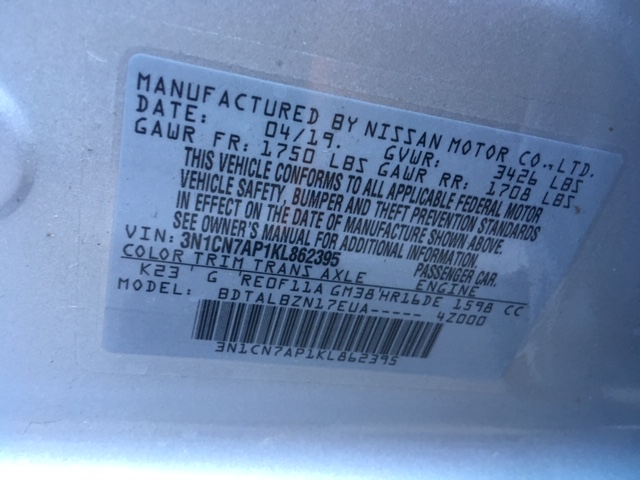 MANUFACTURED BY NISSAN MOTOR CO., LTD.
DATE: 04/19. GVWR: 3426 LBS
GAWR FR: 1750 LBS GAWR RR: 1708 LBS.
THIS VEHICLE CONFORMS TO ALL APPLICABLE FEDERAL MOTOR
VEHICLE SAFETY, BUMPER AND THEFT PREVENTION STANDARDS
IN EFFECT ON THE DATE OF MANUFACTURE SHOWN ABOVE.
SEE OWNER'S MANUAL FOR ADDITIONAL INFORMATION
VIN: 3N1CN7AP1KL862395 PASSENGER CAR.
COLOR TRIM TRANS AXLE ENGINE
K23 G RE0F11A GM38 HR16DE 1598 CC
MODEL: BDTALBZN17EUA----- 4Z000
3N1CN7AP1KL862395